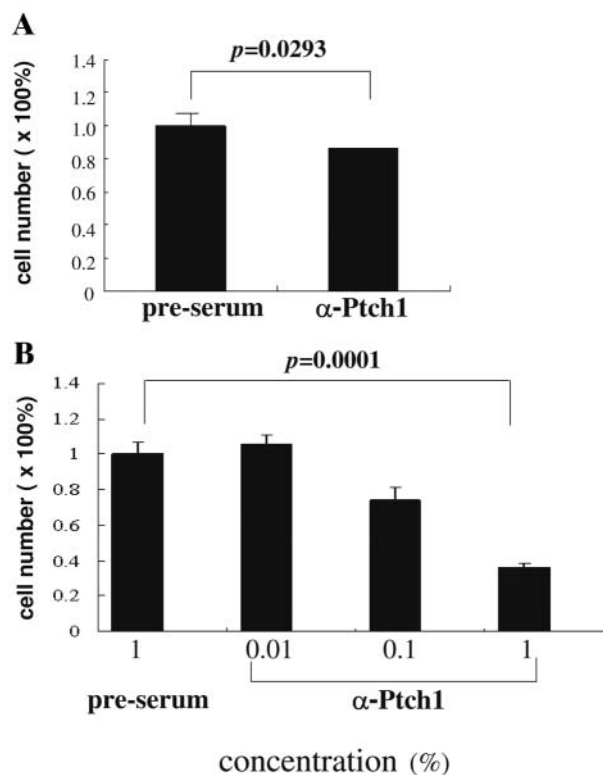 A
p=0.0293
cell number ( x 100%)
1.4
1.2
1.0
0.8
0.6
0.4
0.2
0
pre-serum α-Ptch1
B
p=0.0001
cell number ( x 100%)
1.4
1.2
1
0.8
0.6
0.4
0.2
0
1 0.01 0.1 1
pre-serum α-Ptch1
concentration (%)